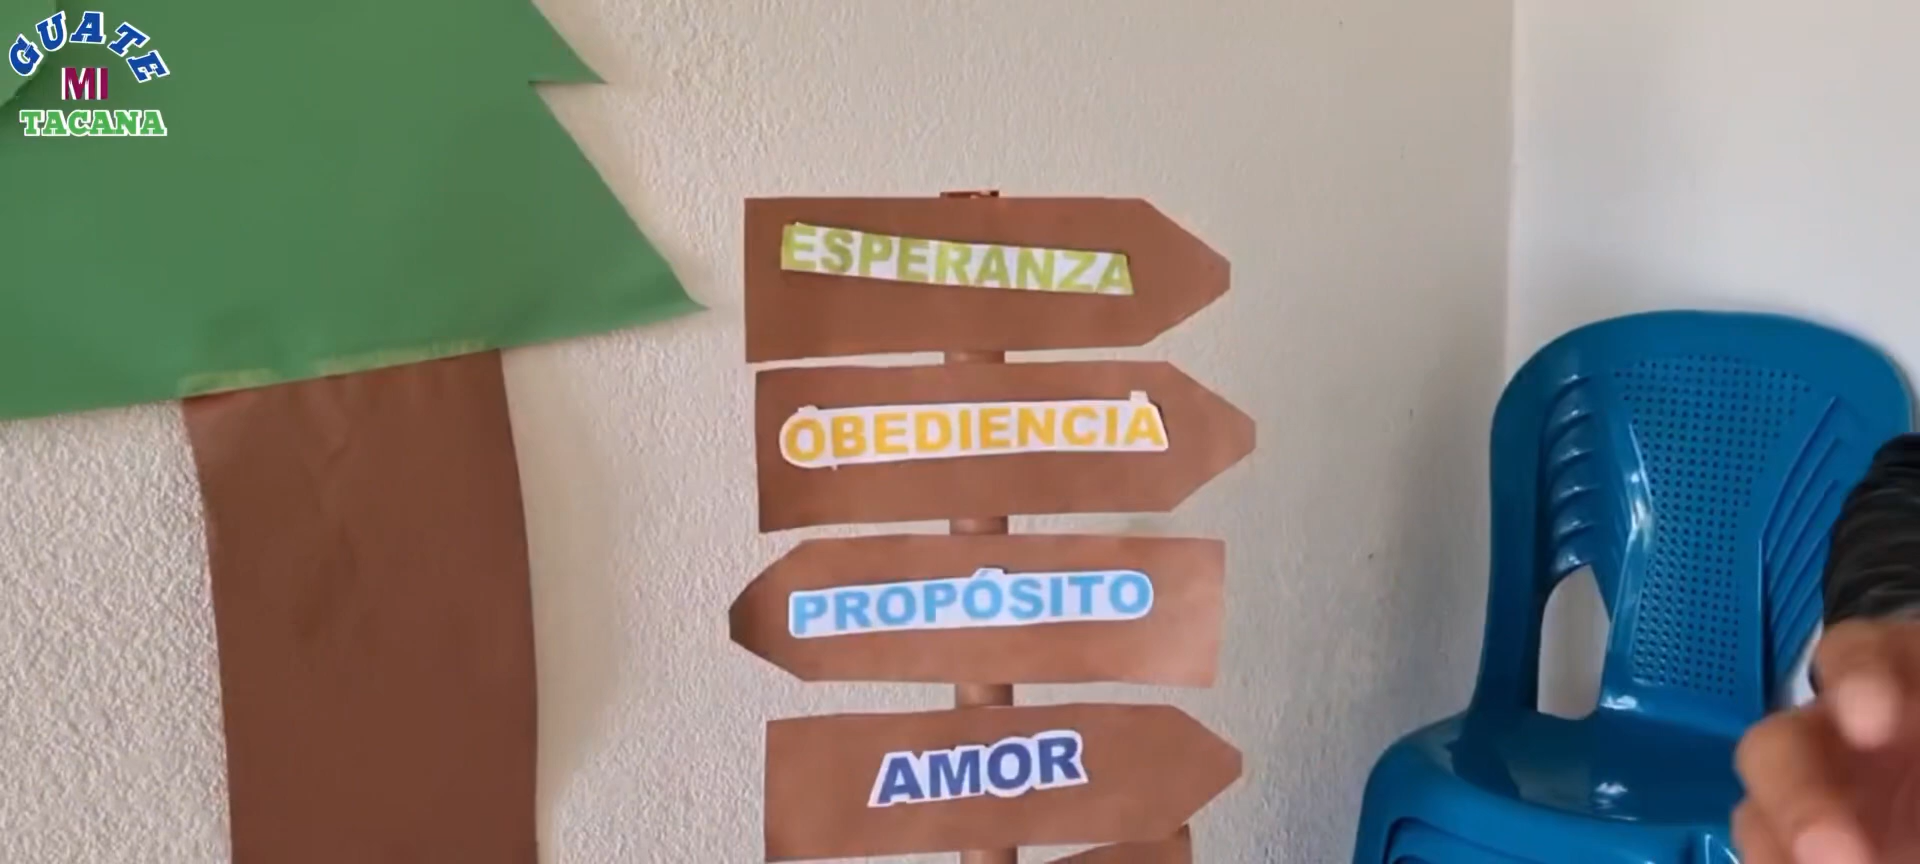 GUATE
MI
TACANA
ESPERANZA
OBEDIENCIA
PROPÓSITO
AMOR